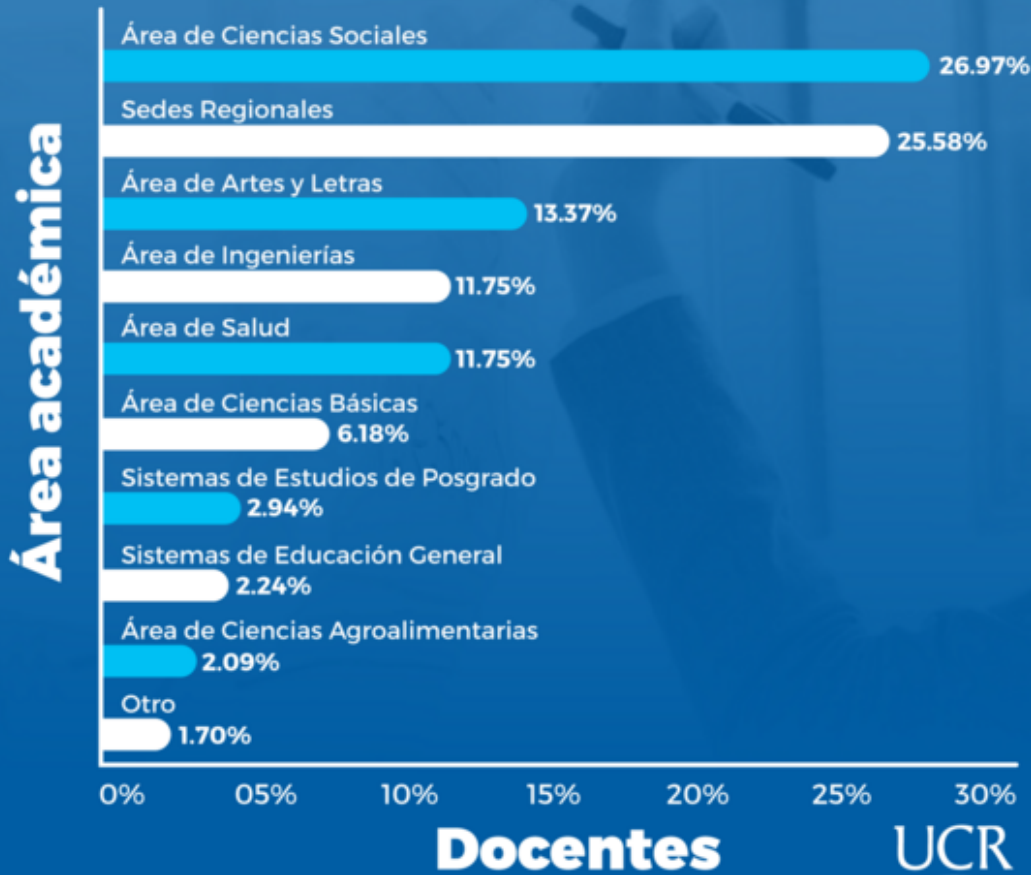 Área académica
Área de Ciencias Sociales
26.97%
Sedes Regionales
25.58%
Área de Artes y Letras
13.37%
Área de Ingenierías
11.75%
Área de Salud
11.75%
Área de Ciencias Básicas
6.18%
Sistemas de Estudios de Posgrado
2.94%
Sistemas de Educación General
2.24%
Área de Ciencias Agroalimentarias
2.09%
Otro
1.70%
0% 05% 10% 15% 20% 25% 30%
Docentes
UCR